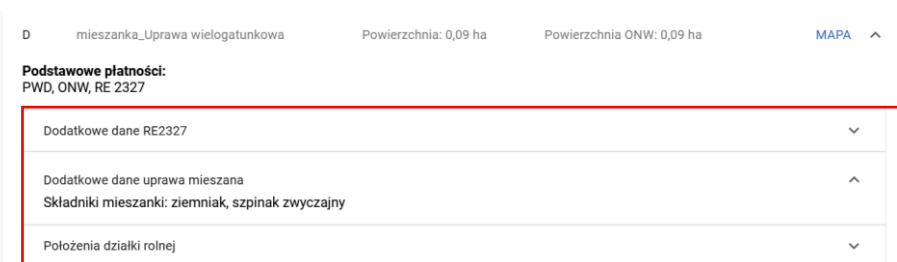 D mieszanka_Uprawa wielogatunkowa Powierzchnia: 0,09 ha Powierzchnia ONW: 0,09 ha MAPA
Podstawowe płatności:
PWD, ONW, RE 2327
Dodatkowe dane RE2327
Dodatkowe dane uprawa mieszana
Składniki mieszanki: ziemniak, szpinak zwyczajny
Położenia działki rolnej